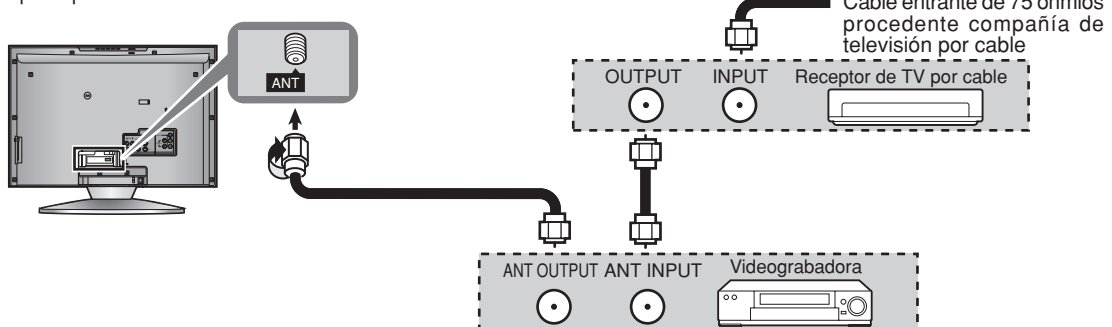 Cable entrante de 75 ohmios
procedente compañía de
televisión por cable
OUTPUT INPUT Receptor de TV por cable
ANT
ANT OUTPUT ANT INPUT Videograbadora